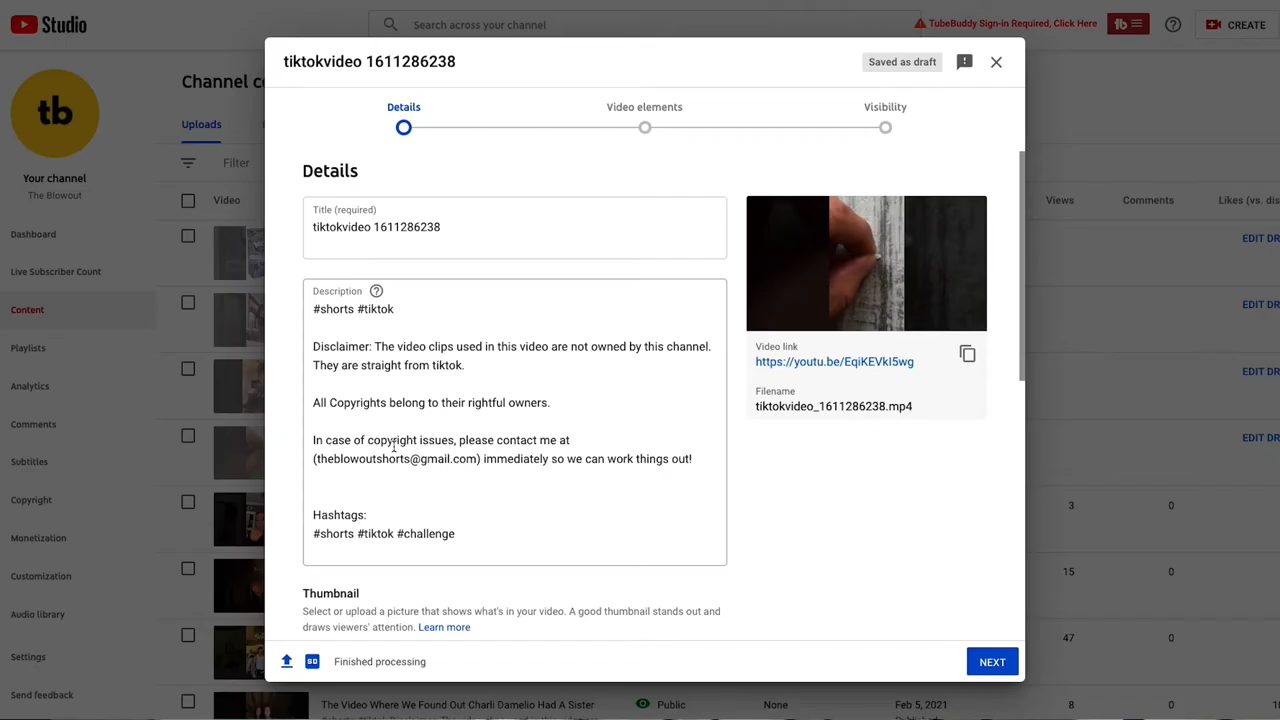 Studio
Search across your channel
TubeBuddy Sign-in Required, Click Here
tb
CREATE
tiktokvideo 1611286238
Saved as draft
Channel co
Details
Video elements
Visibility
tb
Uploads
Filter
Details
Your channel
The Blowout
Video
Views
Comments
Likes (vs. dis
Title (required)
tiktokvideo 1611286238
Dashboard
EDIT DR
Live Subscriber Count
Description
#shorts #tiktok
Content
EDIT DR
Disclaimer: The video clips used in this video are not owned by this channel.
They are straight from tiktok.
Video link
https://youtu.be/EqiKEVkI5wg
Playlists
Analytics
EDIT DR
Filename
tiktokvideo_1611286238.mp4
All Copyrights belong to their rightful owners.
Comments
In case of copyright issues, please contact me at
(theblowoutshorts@gmail.com) immediately so we can work things out!
EDIT DR
Subtitles
Copyright
3
0
Hashtags:
#shorts #tiktok #challenge
Monetization
Customization
15
0
Thumbnail
Select or upload a picture that shows what's in your video. A good thumbnail stands out and
draws viewers' attention. Learn more
Audio library
47
0
Settings
SD
Finished processing
NEXT
Send feedback
The Video Where We Found Out Charli Damelio Had A Sister
Public
None
Feb 5, 2021
8
0